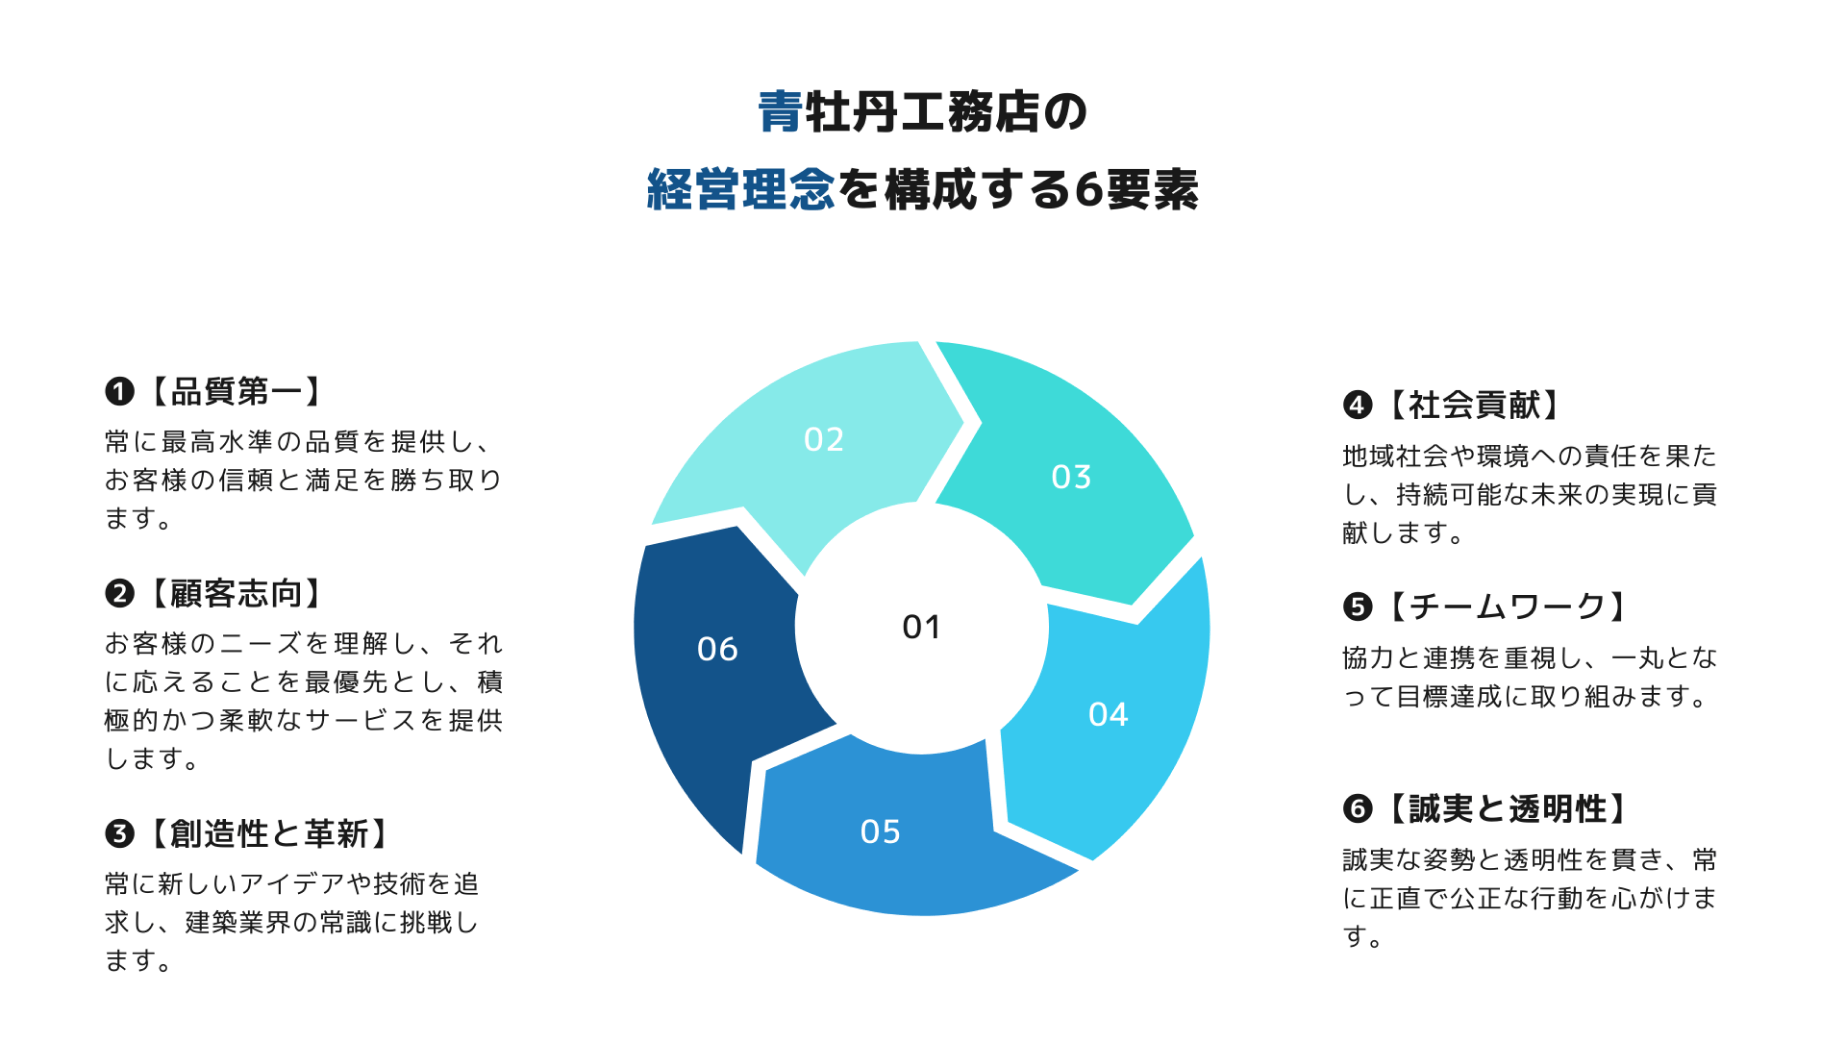 青牡丹工務店の
経営理念を構成する6要素
❶【品質第一】
常に最高水準の品質を提供し、
お客様の信頼と満足を勝ち取り
ます。
❷【顧客志向】
お客様のニーズを理解し、それ
に応えることを最優先とし、積
極的かつ柔軟なサービスを提供
します。
❸【創造性と革新】
常に新しいアイデアや技術を追
求し、建築業界の常識に挑戦し
ます。
02
03
06
01
04
05
❹【社会貢献】
地域社会や環境への責任を果た
し、持続可能な未来の実現に貢
献します。
❺【チームワーク】
協力と連携を重視し、一丸とな
って目標達成に取り組みます。
❻【誠実と透明性】
誠実な姿勢と透明性を貫き、常
に正直で公正な行動を心がけま
す。